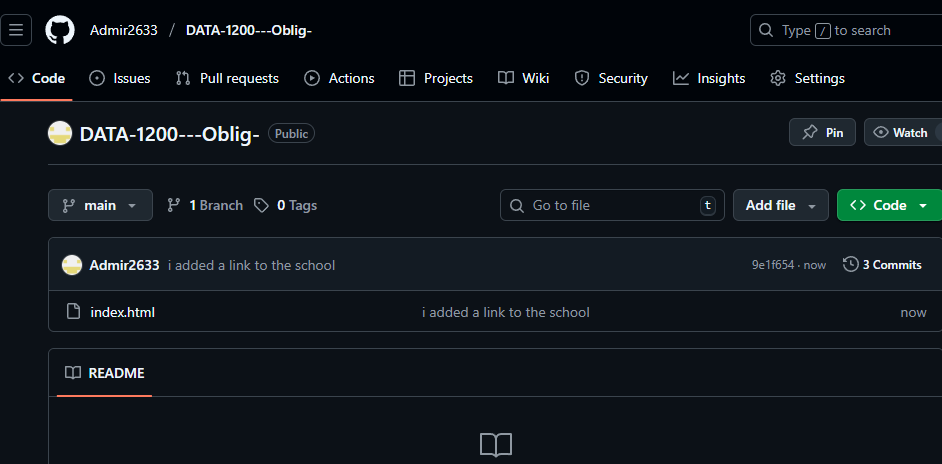 Admir2633 / DATA-1200---Oblig-
Type / to search
Code Issues Pull requests Actions Projects Wiki Security Insights Settings
DATA-1200---Oblig- Public
Pin Watch
main 1 Branch 0 Tags
Go to file t Add file Code
Admir2633 i added a link to the school 9e1f654 · now 3 Commits
index.html i added a link to the school now
README